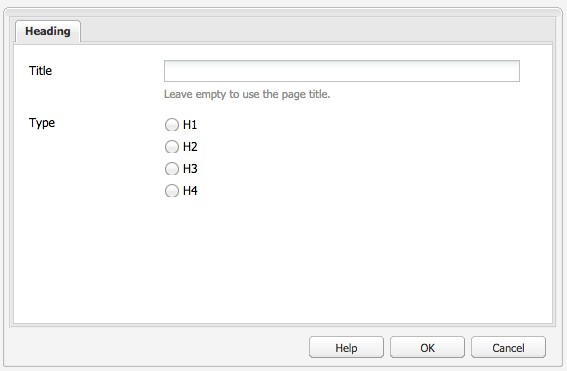 Heading
Title
Leave empty to use the page title.
Type
H1
H2
H3
H4
Help OK Cancel